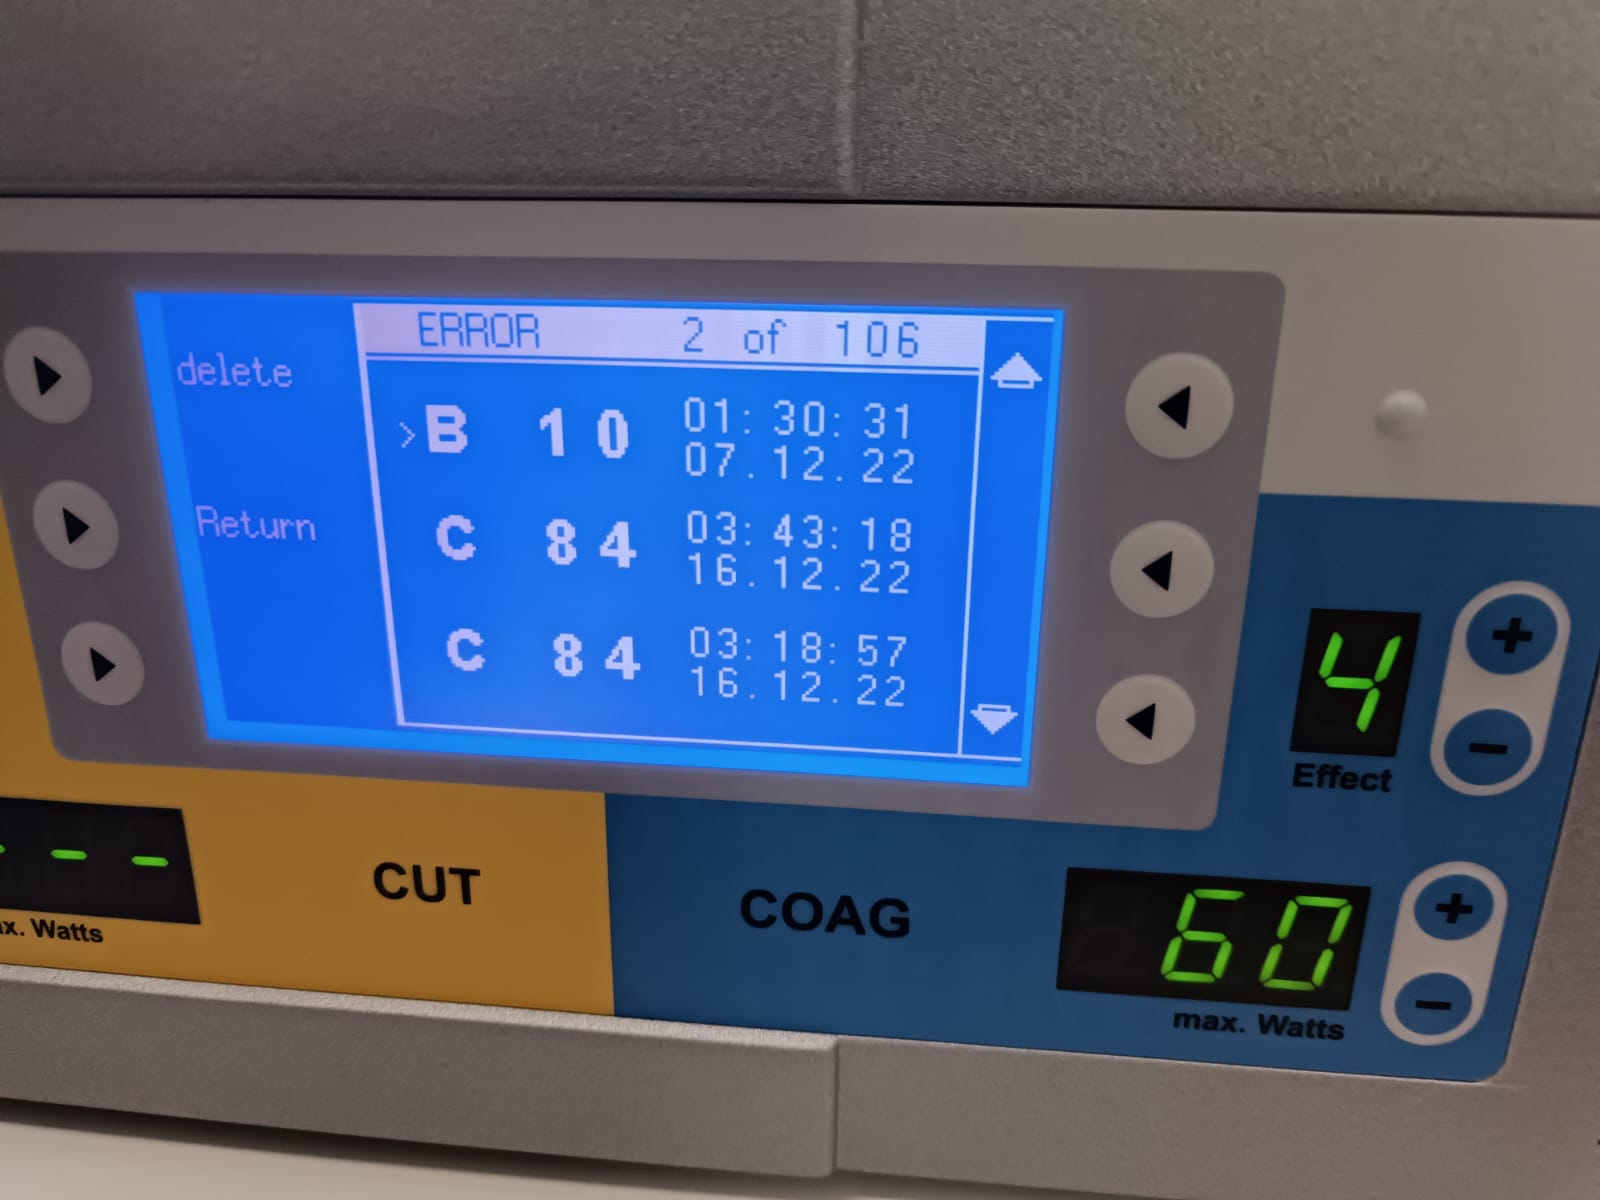 ERROR 2 of 106
delete
>B 10 01:30:31
07.12.22
C 84 03:43:18
16.12.22
Return
C 84 03:18:57
16.12.22
4
Effect
- -
x. Watts
CUT
COAG
60
max. Watts